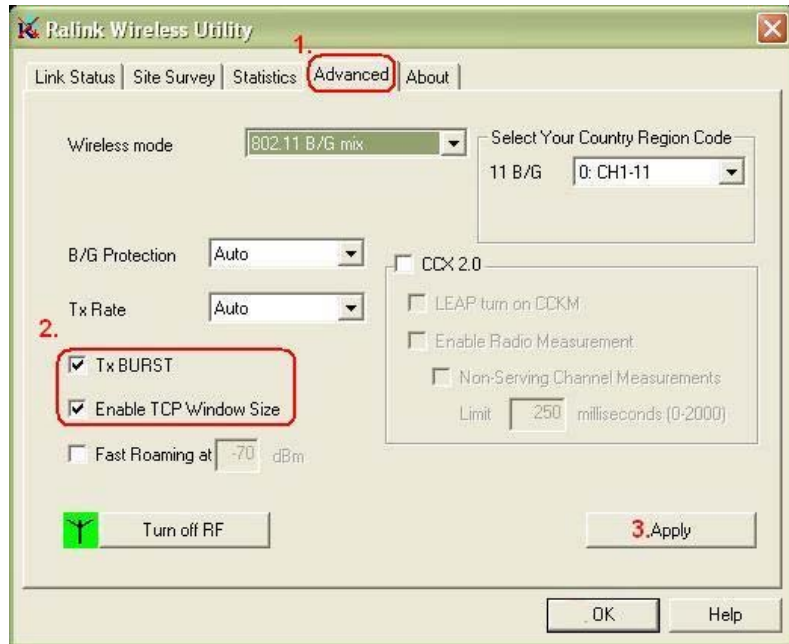 Ralink Wireless Utility
1.
Link Status Site Survey Statistics Advanced About
Wireless mode 802.11 B/G mix
Select Your Country Region Code
11 B/G 0: CH1-11
B/G Protection Auto
CCX 2.0
Tx Rate Auto
LEAP turn on CCKM
2.
Enable Radio Measurement
Tx BURST
Non-Serving Channel Measurements
Enable TCP Window Size
Limit 250 milliseconds (0-2000)
Fast Roaming at -70 dBm
Turn off RF
3.Apply
OK Help